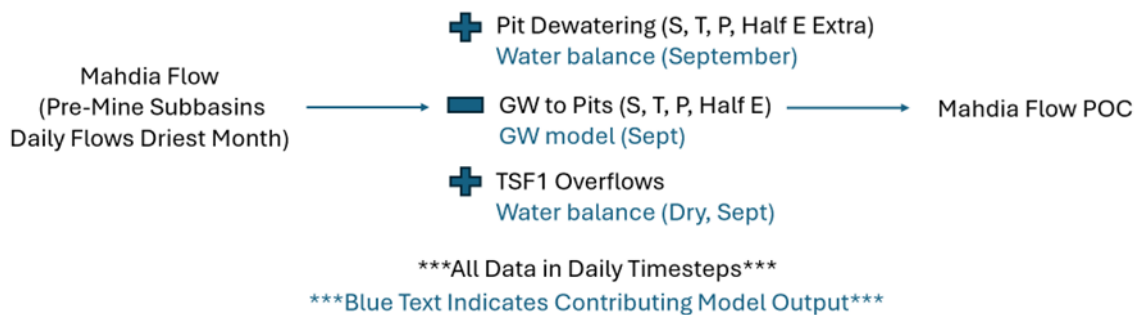 Mahdia Flow
(Pre-Mine Subbasins
Daily Flows Driest Month)
Pit Dewatering (S, T, P, Half E Extra)
Water balance (September)
GW to Pits (S, T, P, Half E)
GW model (Sept)
TSF1 Overflows
Water balance (Dry, Sept)
Mahdia Flow POC
***All Data in Daily Timesteps***
***Blue Text Indicates Contributing Model Output***